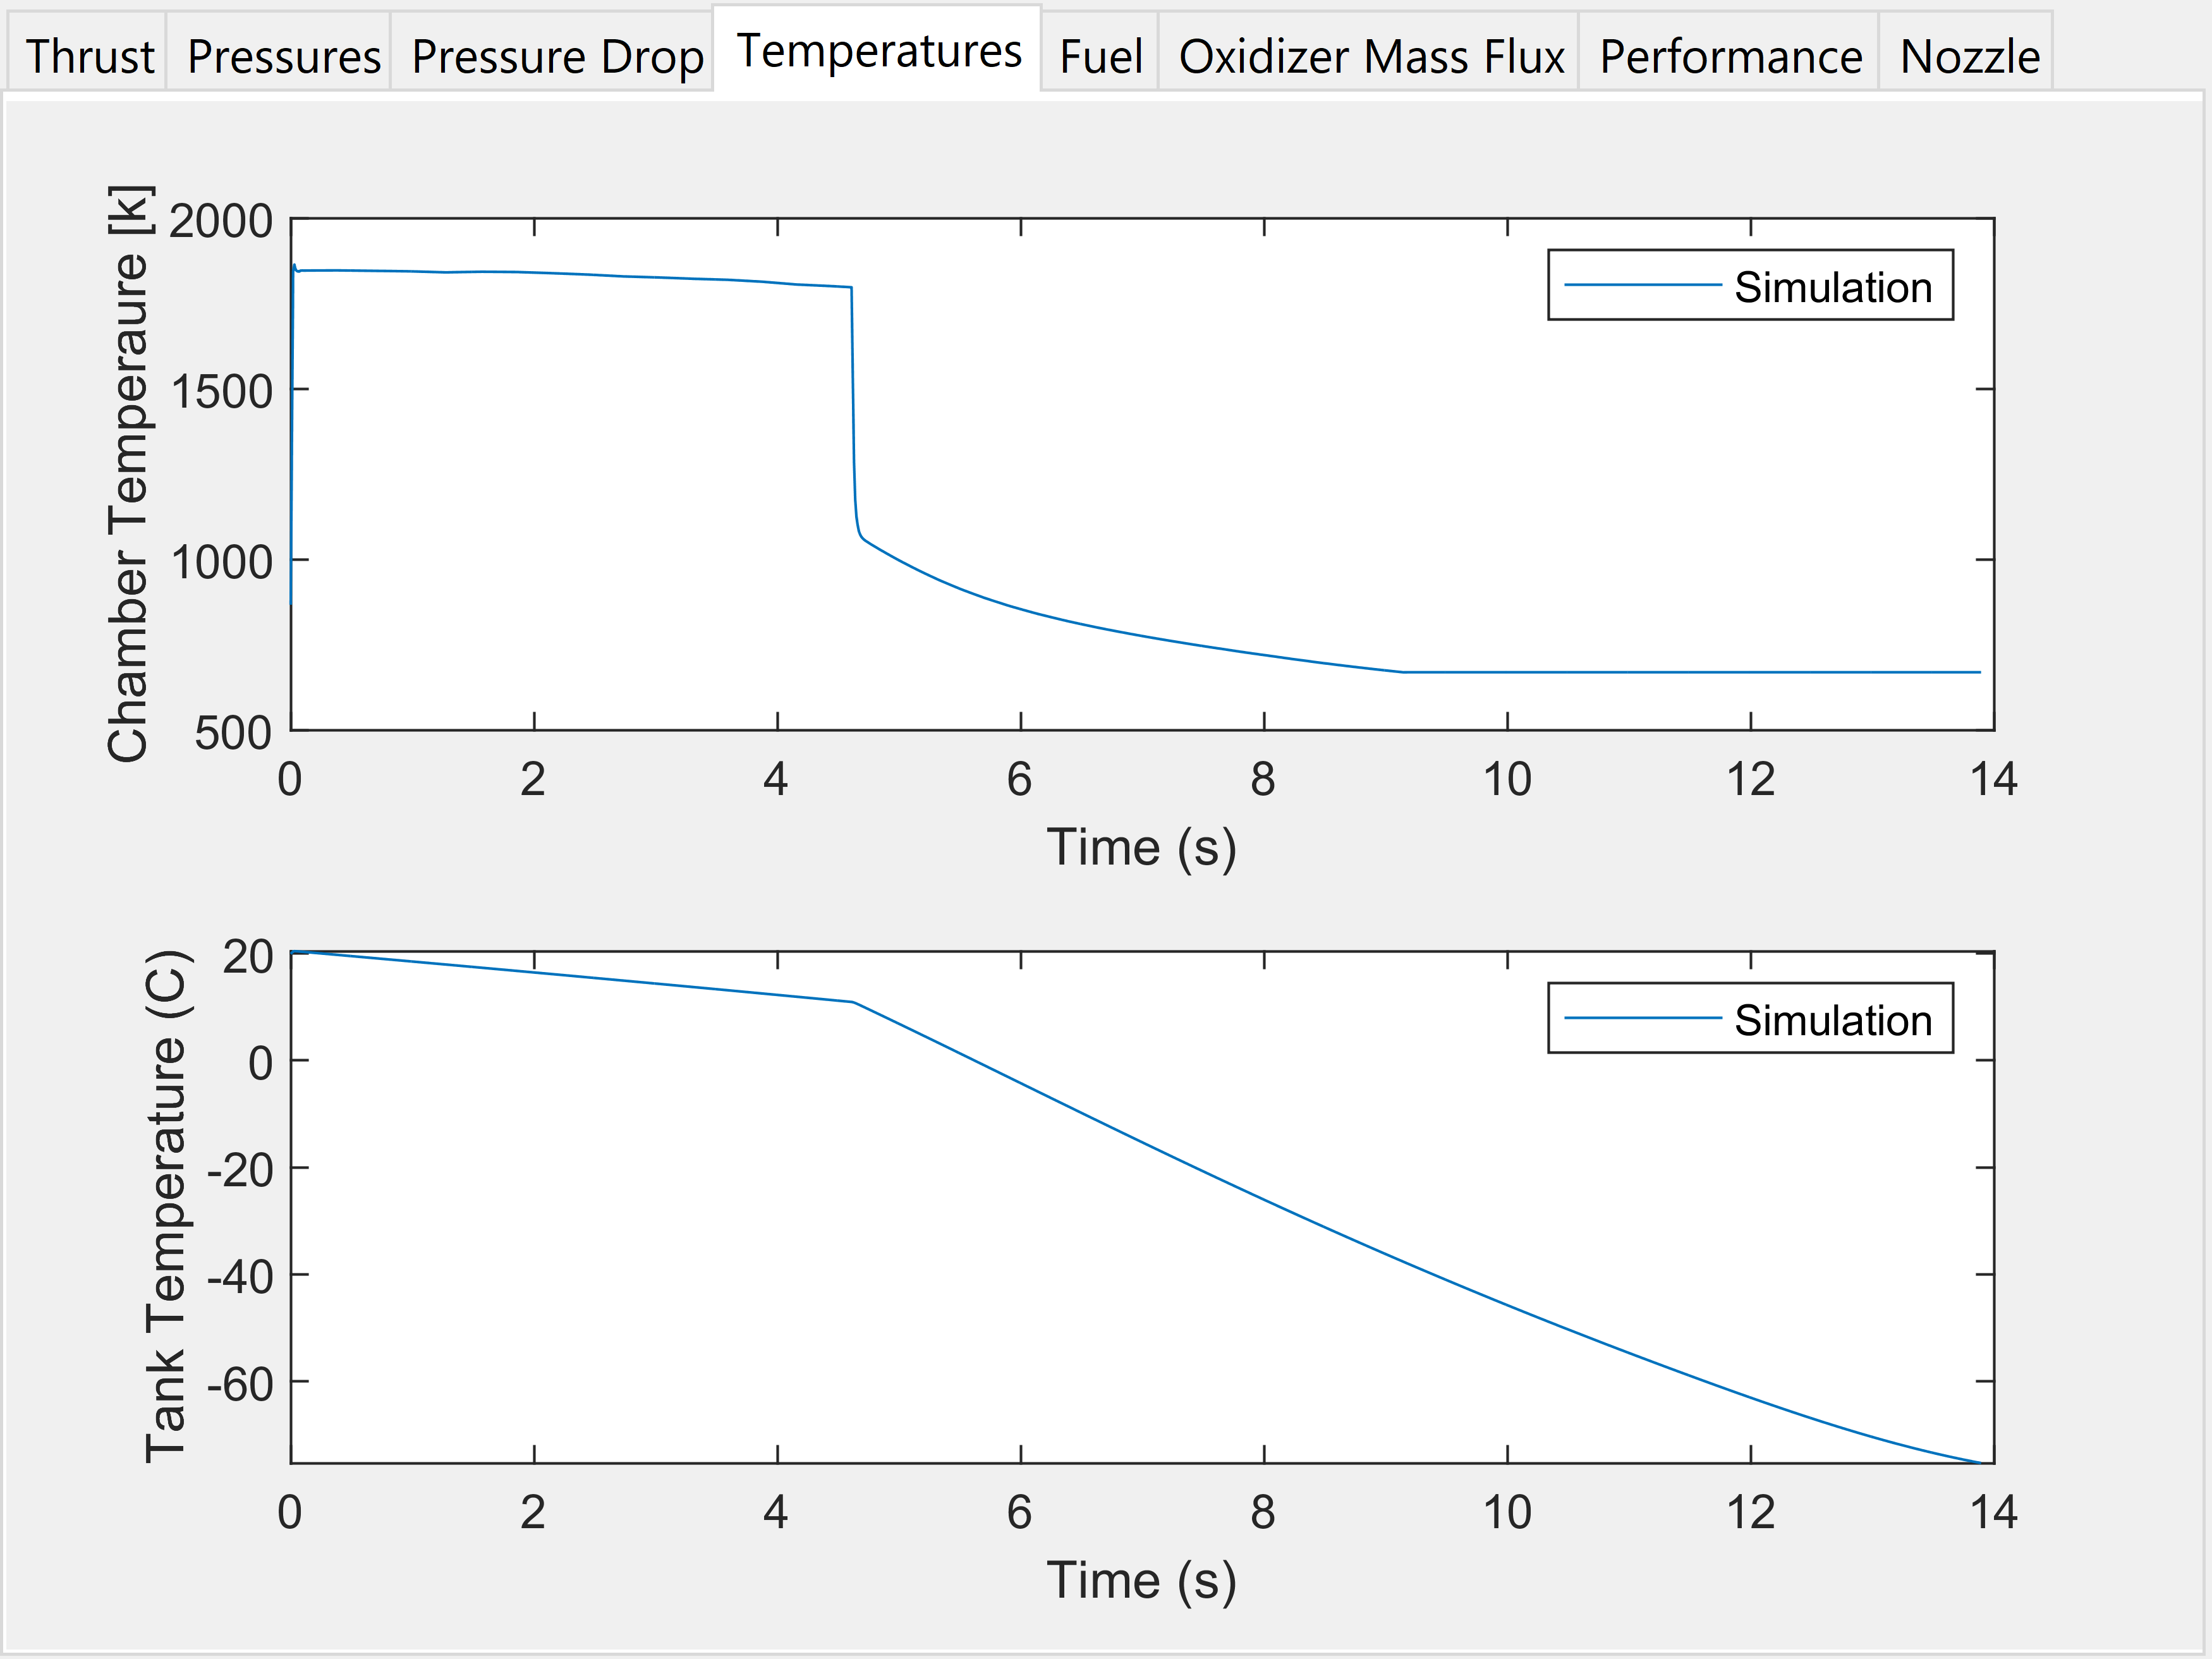 Thrust Pressures Pressure Drop Temperatures Fuel Oxidizer Mass Flux Performance Nozzle
Chamber Temperaure [k]
2000
1500
1000
500
Simulation
0 2 4 6 8 10 12 14
Time (s)
Tank Temperature (C)
20
0
-20
-40
-60
Simulation
0 2 4 6 8 10 12 14
Time (s)